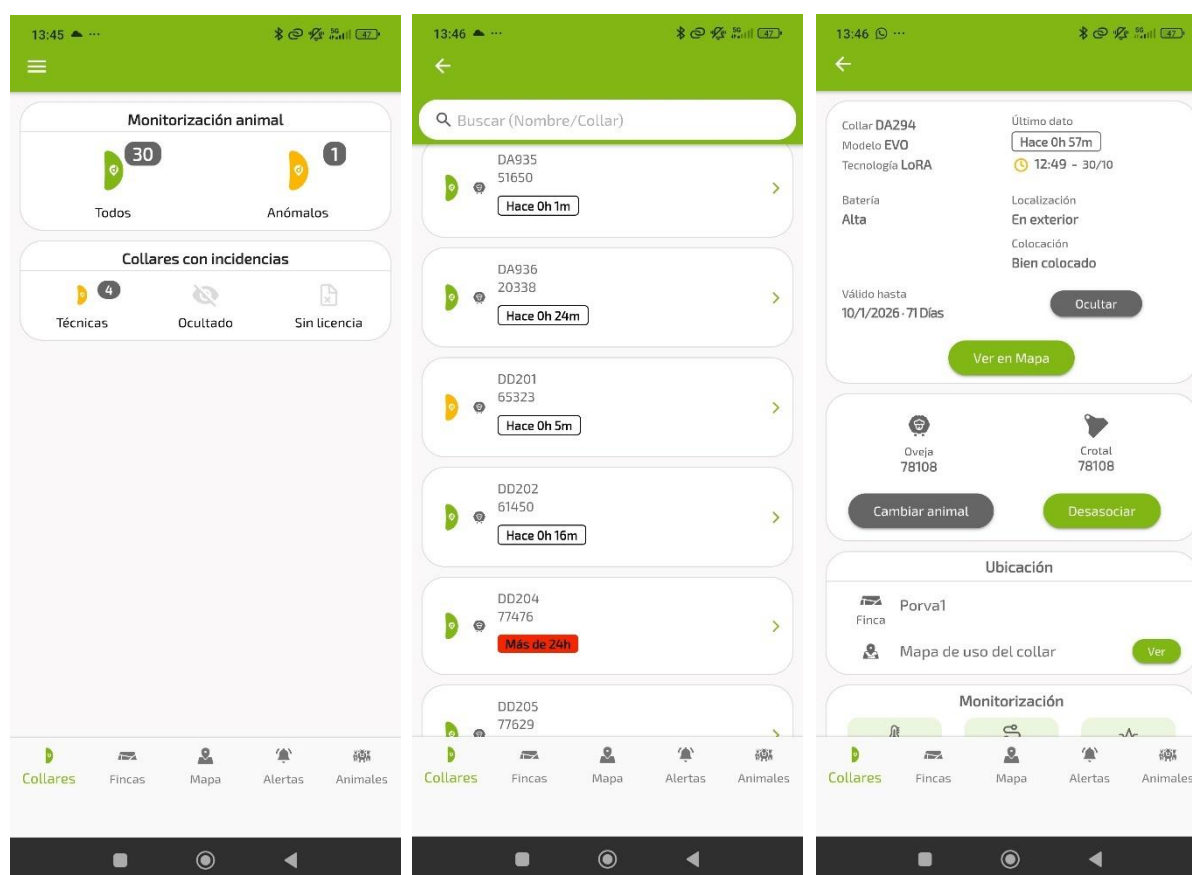 13:45
47
Monitorización animal
30
1
Todos
Anómalos
Collares con incidencias
4
Técnicas
Ocultado
Sin licencia
Collares
Fincas
Mapa
Alertas
Animales
13:46
47
Buscar (Nombre/Collar)
DA935
51650
Hace 0h 1m
DA936
20338
Hace 0h 24m
DD201
65323
Hace 0h 5m
DD202
61450
Hace 0h 16m
DD204
77476
Más de 24h
DD205
77629
Collares
Fincas
Mapa
Alertas
Animales
13:46
47
Collar DA294
Modelo EVO
Tecnología LoRA
Último dato
Hace 0h 57m
12:49 - 30/10
Batería
Alta
Localización
En exterior
Colocación
Bien colocado
Válido hasta
10/1/2026 · 71 Días
Ocultar
Ver en Mapa
Oveja
78108
Crotal
78108
Cambiar animal
Desasociar
Ubicación
Finca
Porva1
Mapa de uso del collar
Ver
Monitorización
Collares
Fincas
Mapa
Alertas
Animales